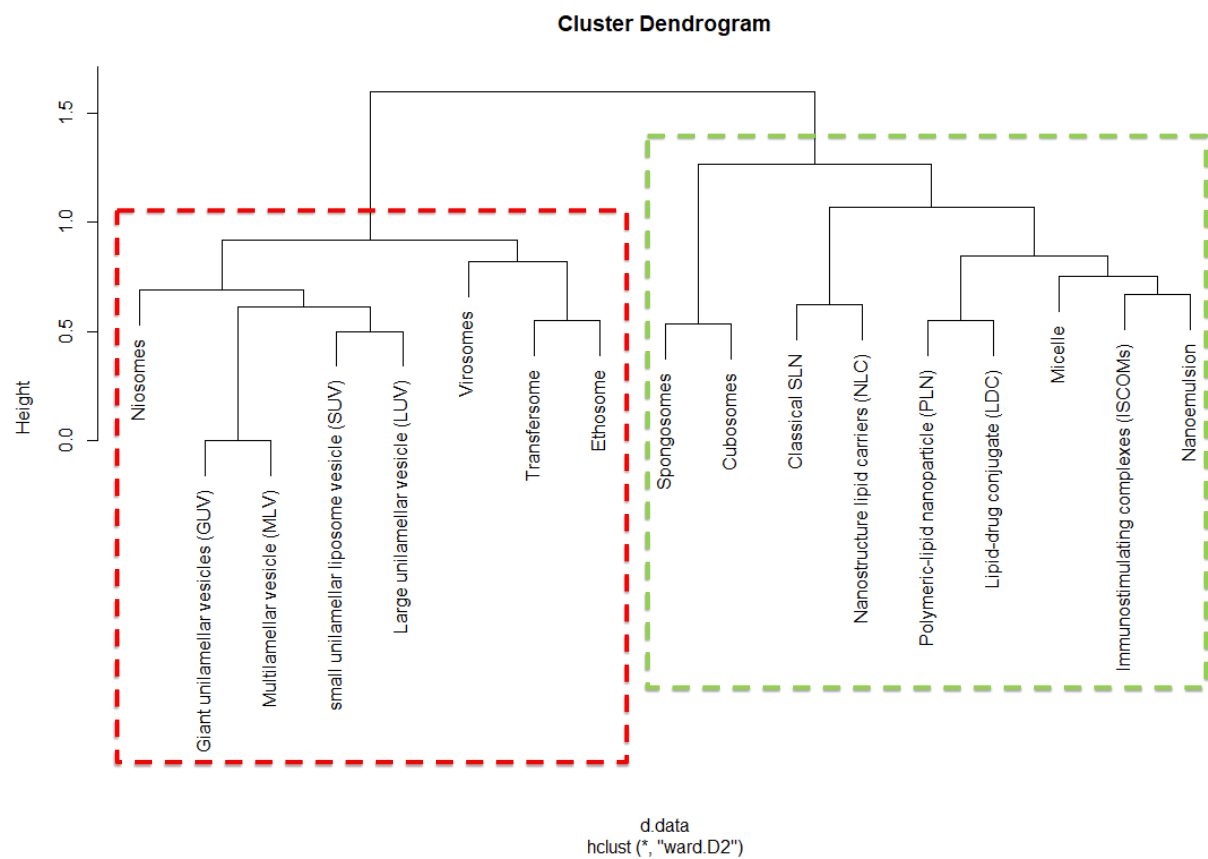 Cluster Dendrogram
Height
1.5
1.0
0.5
0.0
Niosomes
Giant unilamellar vesicles (GUV)
Multilamellar vesicle (MLV)
small unilamellar liposome vesicle (SUV)
Large unilamellar vesicle (LUV)
Virosomes
Transfersome
Ethosome
Spongosomes
Cubosomes
Classical SLN
Nanostructure lipid carriers (NLC)
Polymeric-lipid nanoparticle (PLN)
Lipid-drug conjugate (LDC)
Micelle
Immunostimulating complexes (ISCOMs)
Nanoemulsion
d.data
hclust (*, "ward.D2")